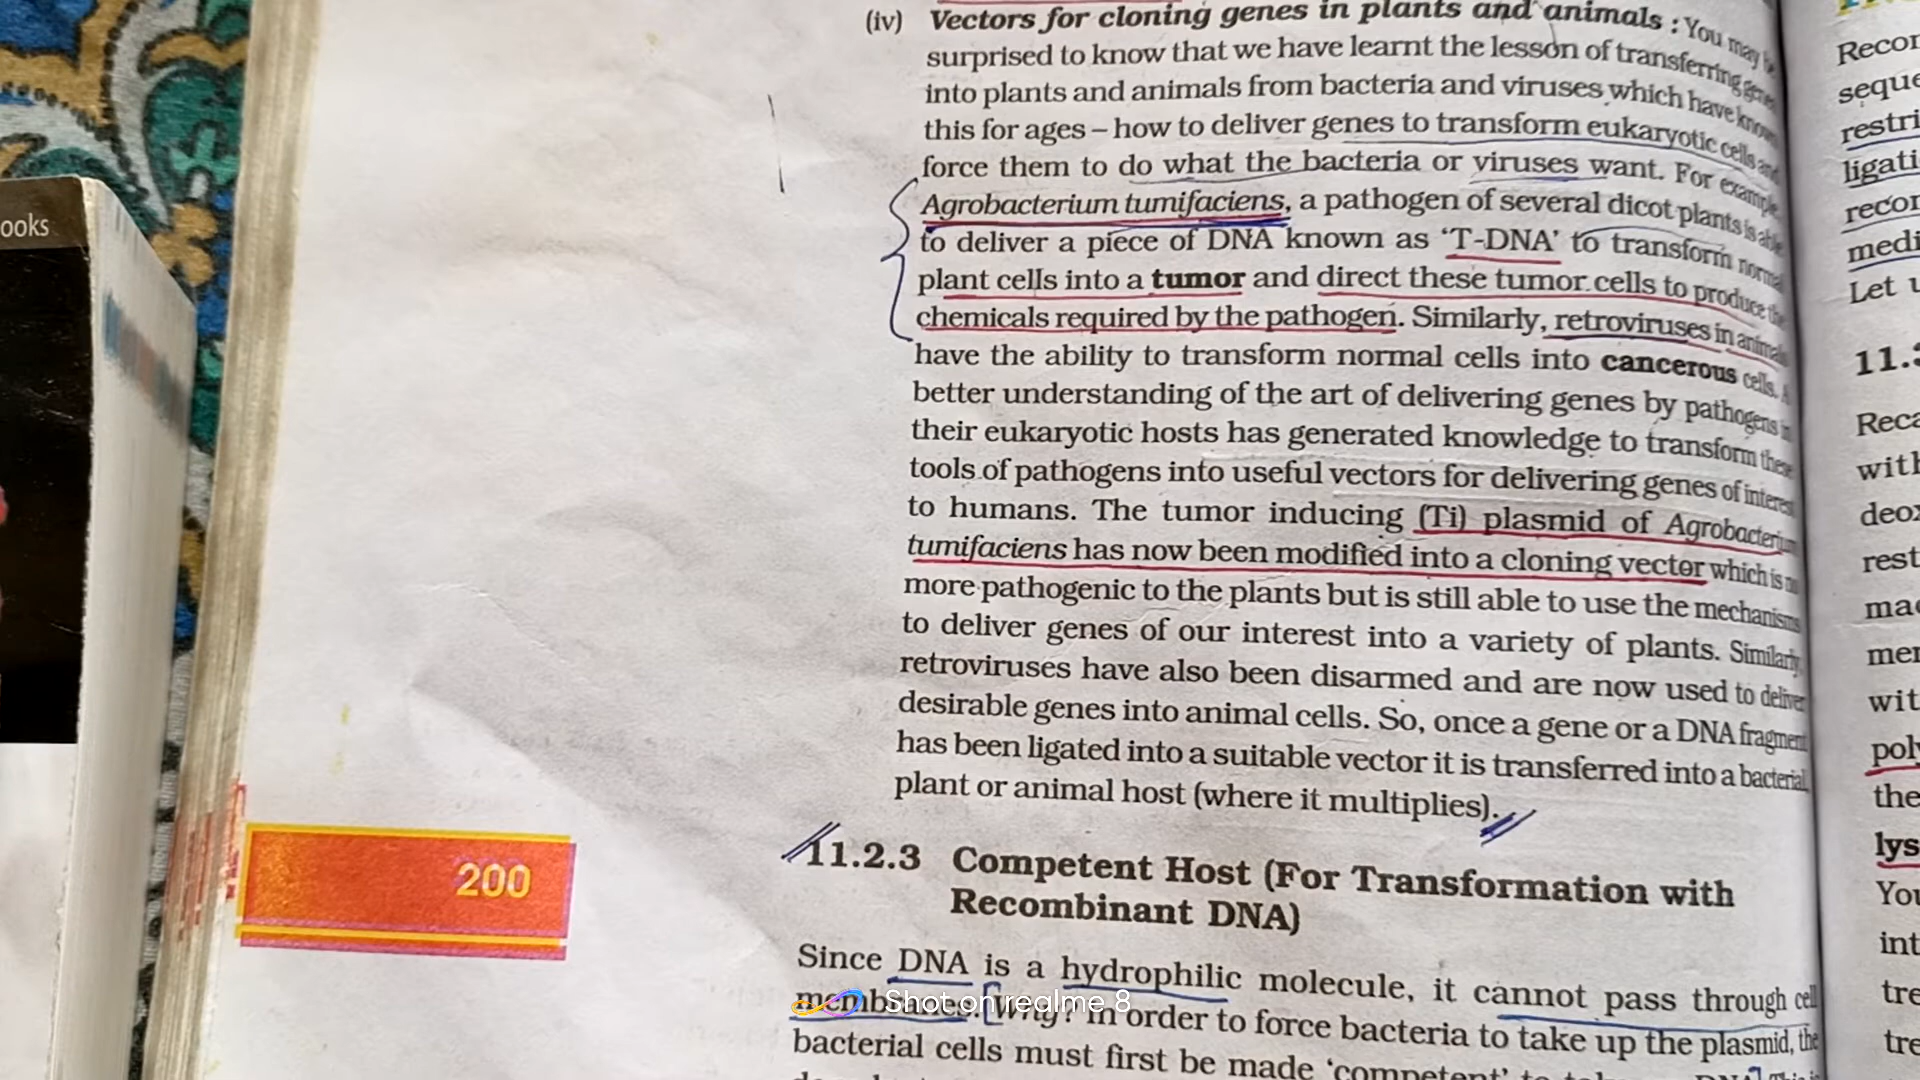 ooks
(iv) Vectors for cloning genes in plants and animals : You may
surprised to know that we have learnt the lesson of transferring gene
into plants and animals from bacteria and viruses which have known
this for ages – how to deliver genes to transform eukaryotic cells and
force them to do what the bacteria or viruses want. For example,
Agrobacterium tumifaciens, a pathogen of several dicot plants is able
to deliver a piece of DNA known as ‘T-DNA’ to transform normal
plant cells into a tumor and direct these tumor cells to produce the
chemicals required by the pathogen. Similarly, retroviruses in animals
have the ability to transform normal cells into cancerous cells. A
better understanding of the art of delivering genes by pathogens in
their eukaryotic hosts has generated knowledge to transform these
tools of pathogens into useful vectors for delivering genes of interest
to humans. The tumor inducing (Ti) plasmid of Agrobacterium
tumifaciens has now been modified into a cloning vector which is no
more pathogenic to the plants but is still able to use the mechanisms
to deliver genes of our interest into a variety of plants. Similarly,
retroviruses have also been disarmed and are now used to deliver
desirable genes into animal cells. So, once a gene or a DNA fragment
has been ligated into a suitable vector it is transferred into a bacterial,
plant or animal host (where it multiplies).
200
11.2.3 Competent Host (For Transformation with
Recombinant DNA)
Since DNA is a hydrophilic molecule, it cannot pass through cell
membranes. Why? In order to force bacteria to take up the plasmid, the
bacterial cells must first be made ‘competent’ to
Shot on realme 8
Recor
seque
restri
ligati
recor
medi
Let
11.3
Reca
with
deox
rest
mad
mer
wit
poly
the
lys
You
int
tre
tre